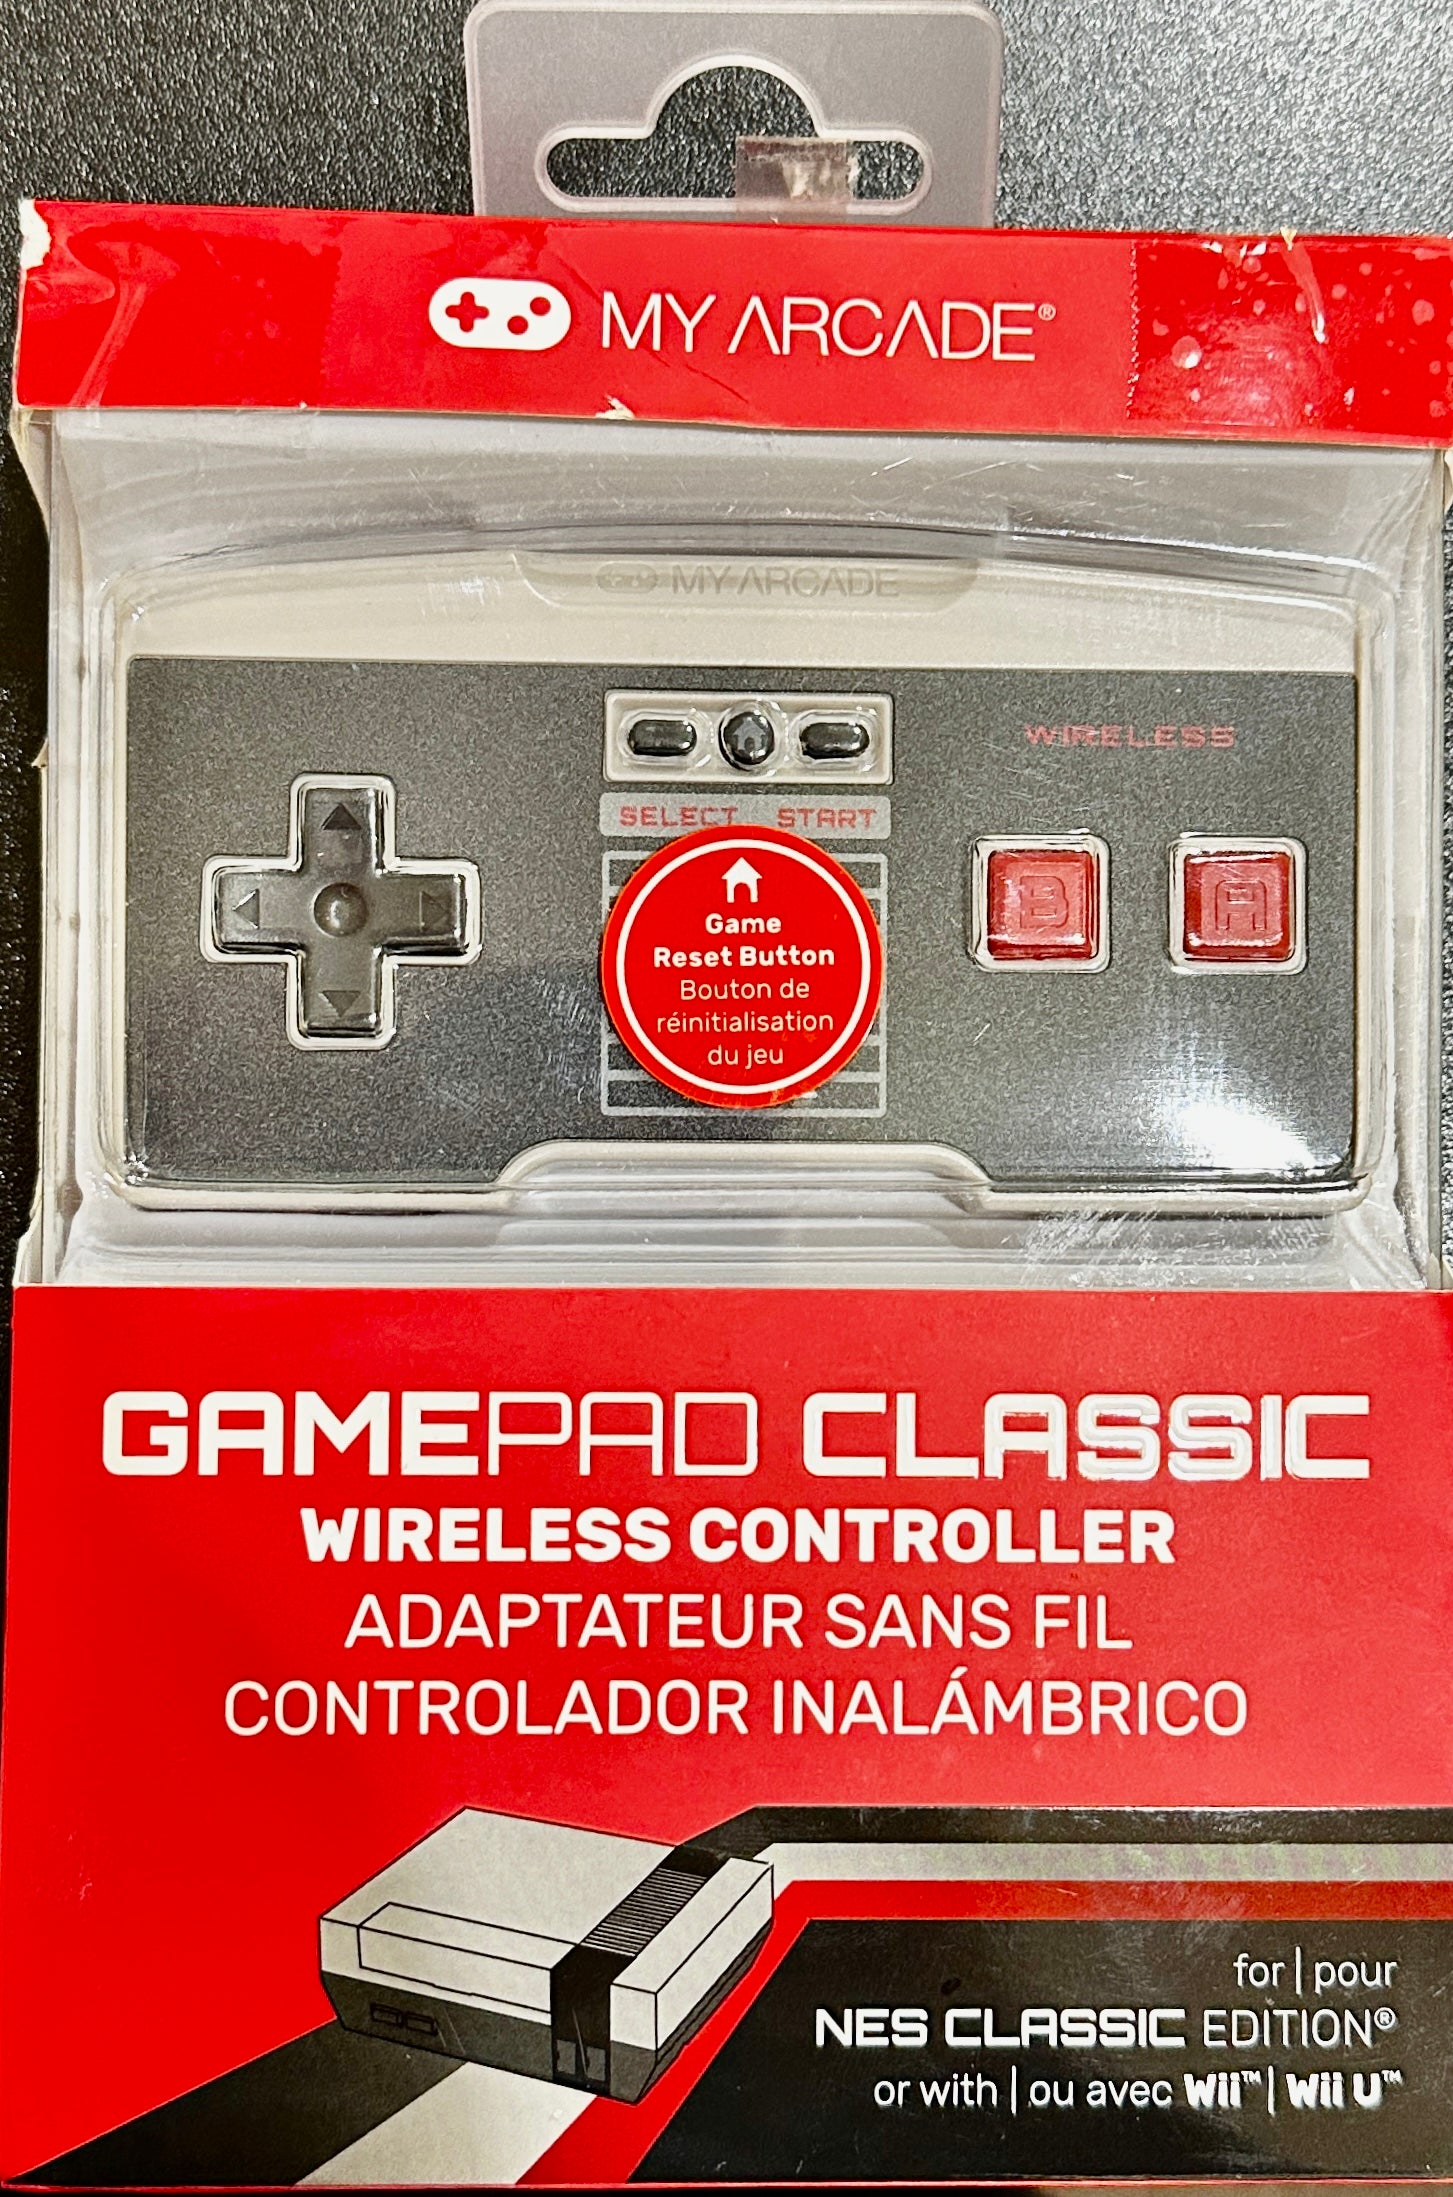 MY ARCADE®
MY ARCADE
WIRELESS
SELECT START
B A
Game
Reset Button
Bouton de
réinitialisation
du jeu
GAMEPAD CLASSIC
WIRELESS CONTROLLER
ADAPTATEUR SANS FIL
CONTROLADOR INALÁMBRICO
for | pour
NES CLASSIC EDITION®
or with | ou avec Wii™ | Wii U™